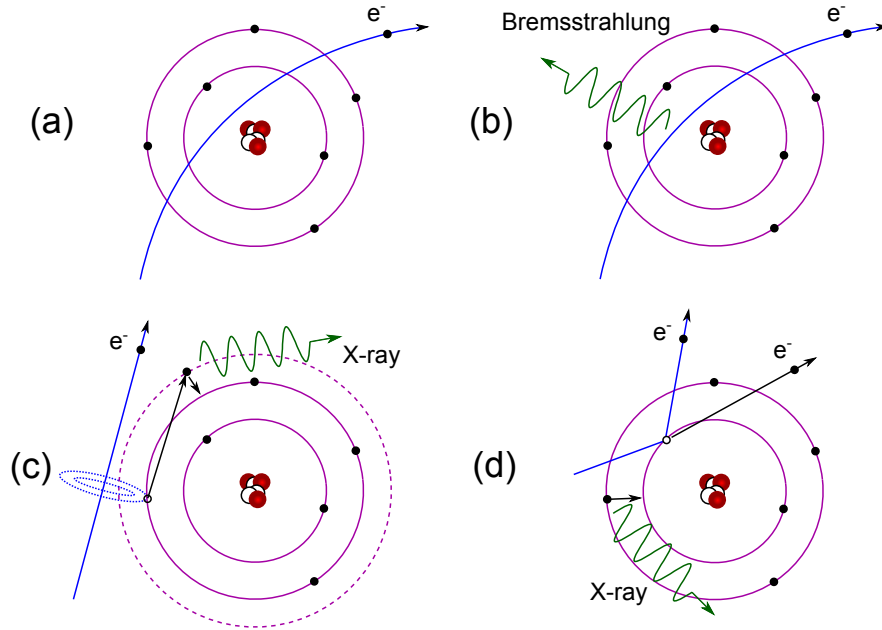 (a)
e-
(b)
Bremsstrahlung
e-
(c)
e-
X-ray
(d)
e-
e-
X-ray